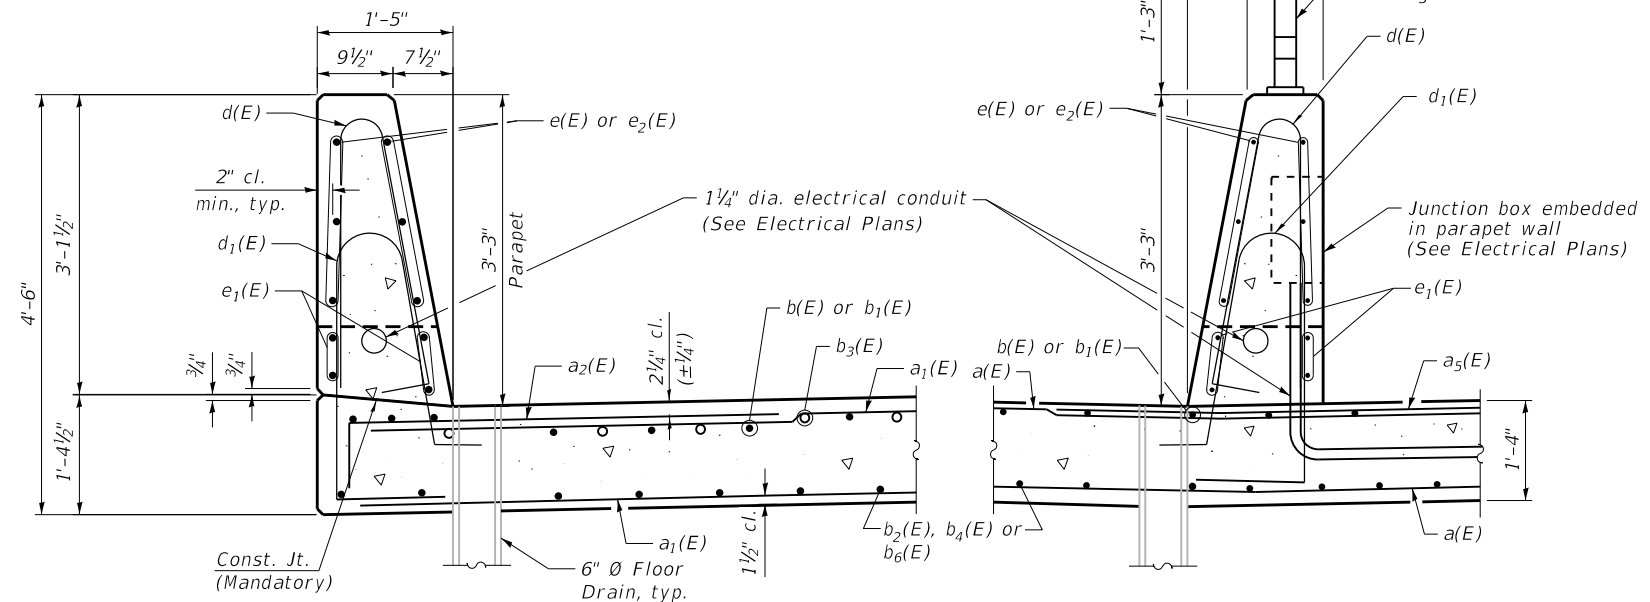 1'-5"
9½"
7½"
d(E)
e(E) or e2(E)
2" cl.
min., typ.
d1(E)
e1(E)
4'-6"
3'-1½"
1'-4½"
¾"
¾"
3'-3"
Parapet
1¼" dia. electrical conduit
(See Electrical Plans)
2¼" cl.
(±¼")
b(E) or b1(E)
b3(E)
a2(E)
a1(E)
a(E)
Const. Jt.
(Mandatory)
a1(E)
6" Ø Floor
Drain, typ.
1½" cl.
b2(E), b4(E) or
b6(E)
1'-3"
d(E)
d1(E)
e(E) or e2(E)
3'-3"
Junction box embedded
in parapet wall
(See Electrical Plans)
e1(E)
b(E) or b1(E)
a5(E)
1'-4"
a(E)